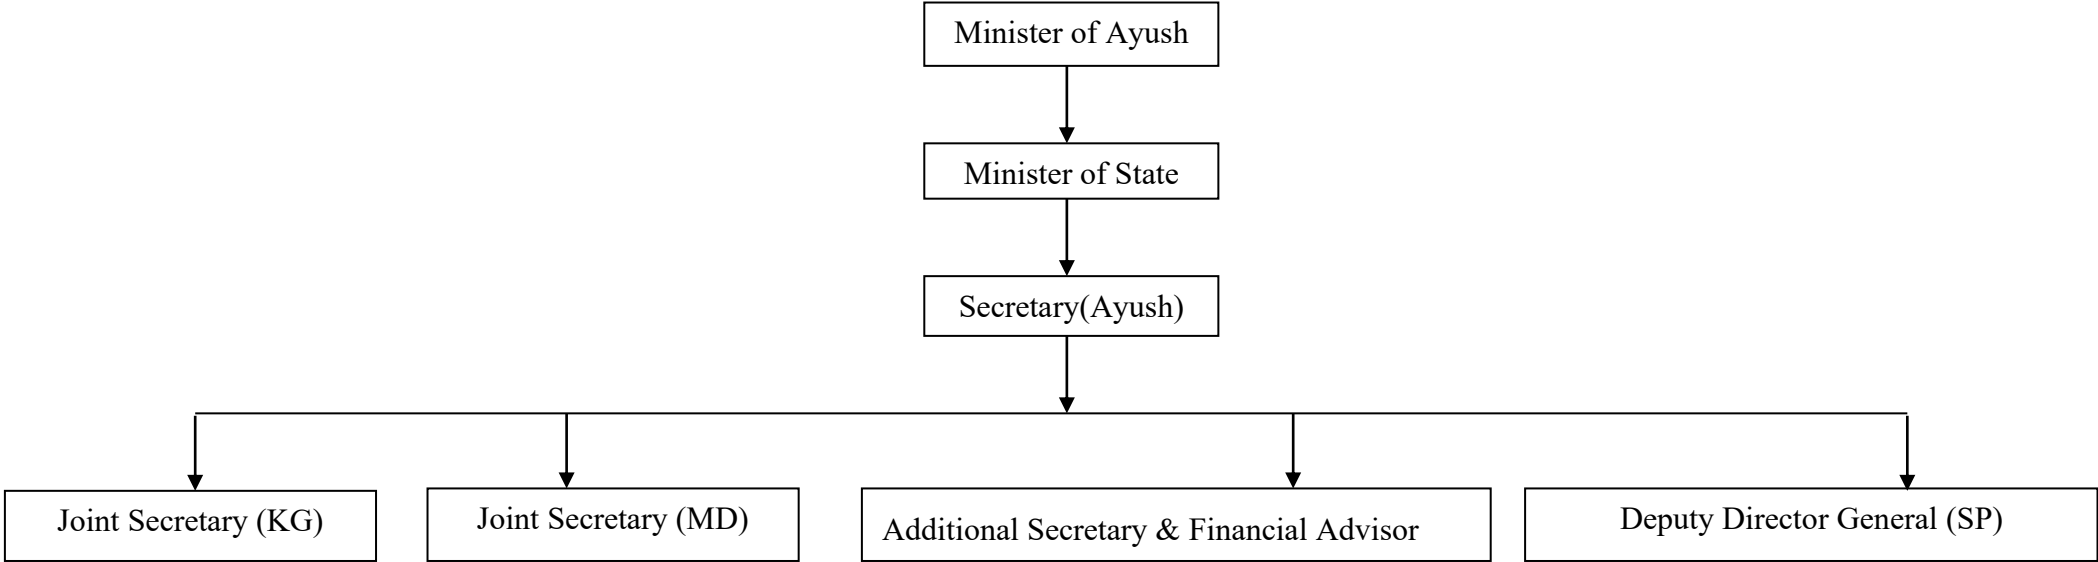 Minister of Ayush
Minister of State
Secretary(Ayush)
Joint Secretary (KG)
Joint Secretary (MD)
Additional Secretary & Financial Advisor
Deputy Director General (SP)